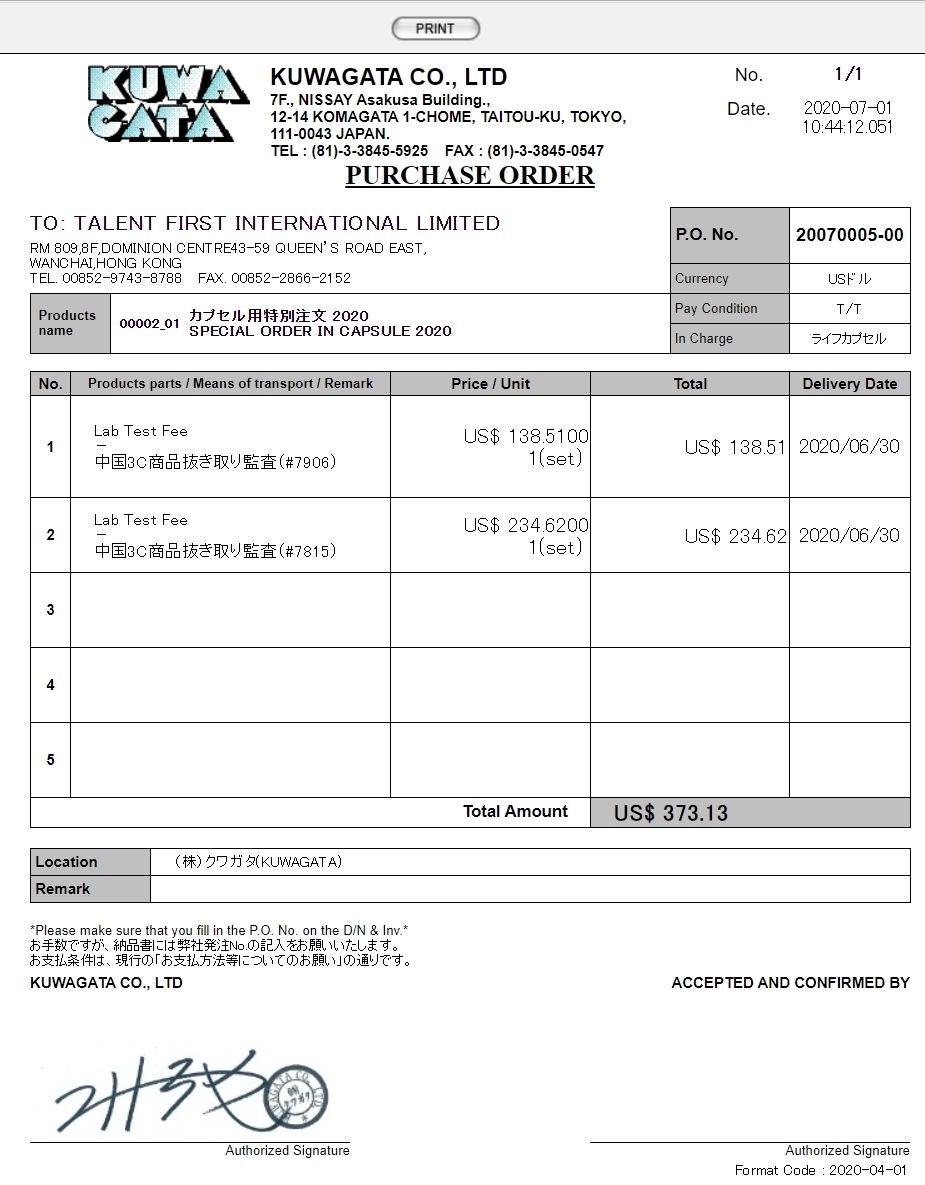 PRINT
KUWA
GATA
KUWAGATA CO., LTD
7F., NISSAY Asakusa Building.,
12-14 KOMAGATA 1-CHOME, TAITOU-KU, TOKYO,
111-0043 JAPAN.
TEL : (81)-3-3845-5925 FAX : (81)-3-3845-0547
No. 1/1
Date. 2020-07-01
10:44:12.051
PURCHASE ORDER
TO: TALENT FIRST INTERNATIONAL LIMITED
RM 809,8F,DOMINION CENTRE43-59 QUEEN'S ROAD EAST,
WANCHAI,HONG KONG
TEL. 00852-9743-8788 FAX. 00852-2866-2152
P.O. No. 20070005-00
Currency USドル
Pay Condition T/T
In Charge ライフカプセル
Products
name
00002_01 カプセル用特別注文 2020
SPECIAL ORDER IN CAPSULE 2020
No. Products parts / Means of transport / Remark Price / Unit Total Delivery Date
1 Lab Test Fee
–
中国3C商品抜き取り監査(#7906)
US$ 138.5100
1(set)
US$ 138.51 2020/06/30
2 Lab Test Fee
–
中国3C商品抜き取り監査(#7815)
US$ 234.6200
1(set)
US$ 234.62 2020/06/30
3
4
5
Total Amount US$ 373.13
Location (株)クワガタ(KUWAGATA)
Remark
*Please make sure that you fill in the P.O. No. on the D/N & Inv.*
お手数ですが、納品書には弊社発注No.の記入をお願いいたします。
お支払条件は、現行の「お支払方法等についてのお願い」の通りです。
KUWAGATA CO., LTD ACCEPTED AND CONFIRMED BY
KUWAGATA CO., LTD
Authorized Signature Authorized Signature
Format Code : 2020-04-01